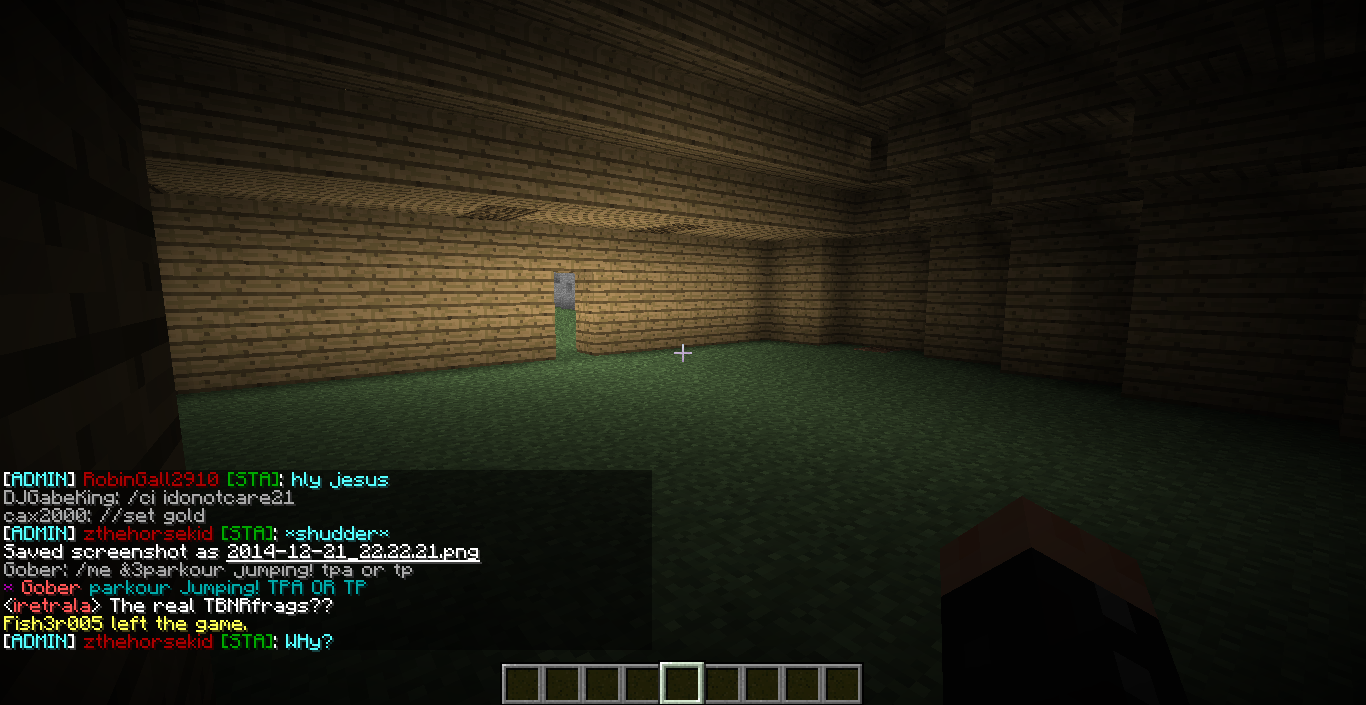 [ADMIN] RobinGall2910 [STA]: hly jesus
DJGabeKing: /ci idonotcare21
cax2000: //set gold
[ADMIN] zthehorsekid [STA]: *shudder*
Saved screenshot as 2014-12-21_22.22.21.png
Gober: /me &3parkour jumping! tpa or tp
* Gober parkour Jumping! TPA OR TP
<iretrala> The real TBNRfrags??
Fish3r005 left the game.
[ADMIN] zthehorsekid [STA]: WHy?